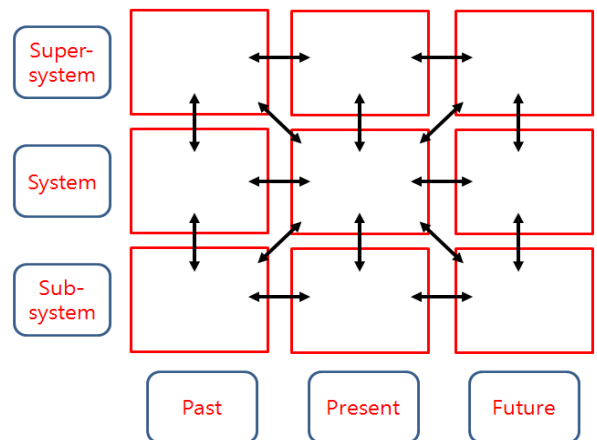 Super-
system
System
Sub-
system
Past
Present
Future